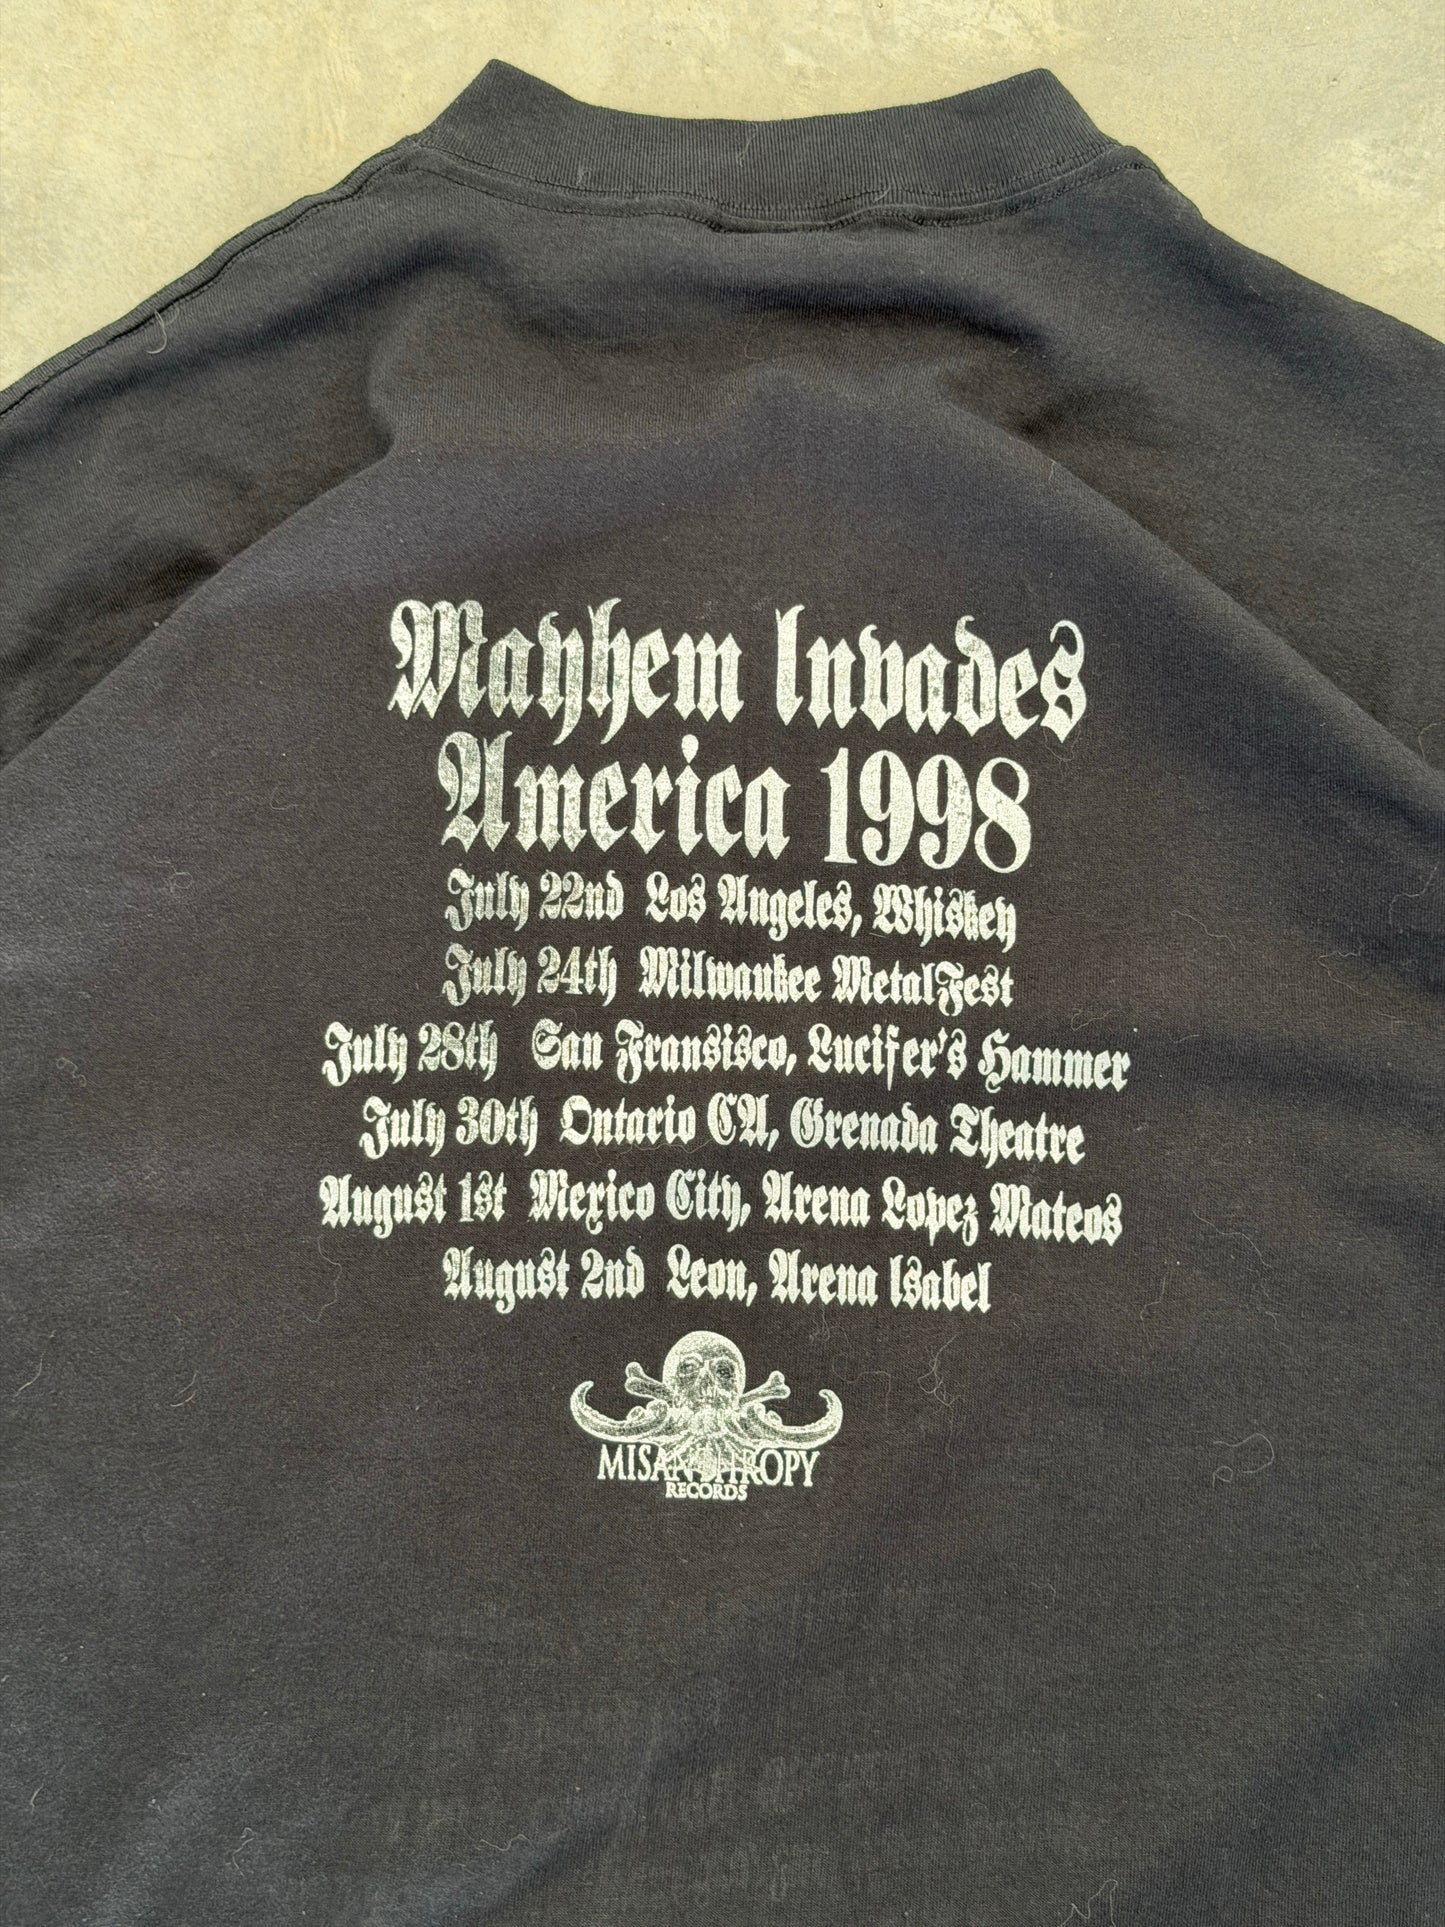 Mayhem Invades
America 1998
July 22nd Los Angeles, Whiskey
July 24th Milwaukee MetalFest
July 28th San Fransisco, Lucifer's Hammer
July 30th Ontario CA, Grenada Theatre
August 1st Mexico City, Arena Lopez Mateos
August 2nd Leon, Arena Isabel
MISANTHROPY
RECORDS